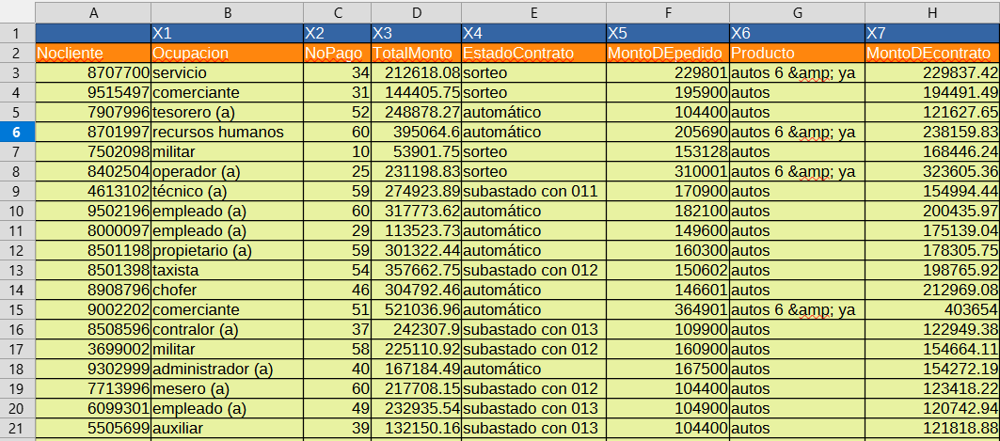 A B C D E F G H
1 X1 X2 X3 X4 X5 X6 X7
2 Nocliente Ocupacion NoPago TotalMonto EstadoContrato MontoDEpedido Producto MontoDEcontrato
3 8707700 servicio 34 212618.08 sorteo 229801 autos 6 &amp; ya 229837.42
4 9515497 comerciante 31 144405.75 sorteo 195900 autos 194491.49
5 7907996 tesorero (a) 52 248878.27 automático 104400 autos 121627.65
6 8701997 recursos humanos 60 395064.6 automático 205690 autos 6 &amp; ya 238159.83
7 7502098 militar 10 53901.75 sorteo 153128 autos 168446.24
8 8402504 operador (a) 25 231198.83 sorteo 310001 autos 6 &amp; ya 323605.36
9 4613102 técnico (a) 59 274923.89 subastado con 011 170900 autos 154994.44
10 9502196 empleado (a) 60 317773.62 automático 182100 autos 200435.97
11 8000097 empleado (a) 29 113523.73 automático 149600 autos 175139.04
12 8501198 propietario (a) 59 301322.44 automático 160300 autos 178305.75
13 8501398 taxista 54 357662.75 subastado con 012 150602 autos 198765.92
14 8908796 chofer 46 304792.46 automático 146601 autos 212969.08
15 9002202 comerciante 51 521036.96 automático 364901 autos 6 &amp; ya 403654
16 8508596 contralor (a) 37 242307.9 subastado con 013 109900 autos 122949.38
17 3699002 militar 58 225110.92 subastado con 012 160900 autos 154664.11
18 9302999 administrador (a) 40 167184.49 automático 167500 autos 154272.19
19 7713996 mesero (a) 60 217708.15 subastado con 012 104400 autos 123418.22
20 6099301 empleado (a) 49 232935.54 subastado con 013 104900 autos 120742.94
21 5505699 auxiliar 39 132150.16 subastado con 013 104400 autos 121818.88